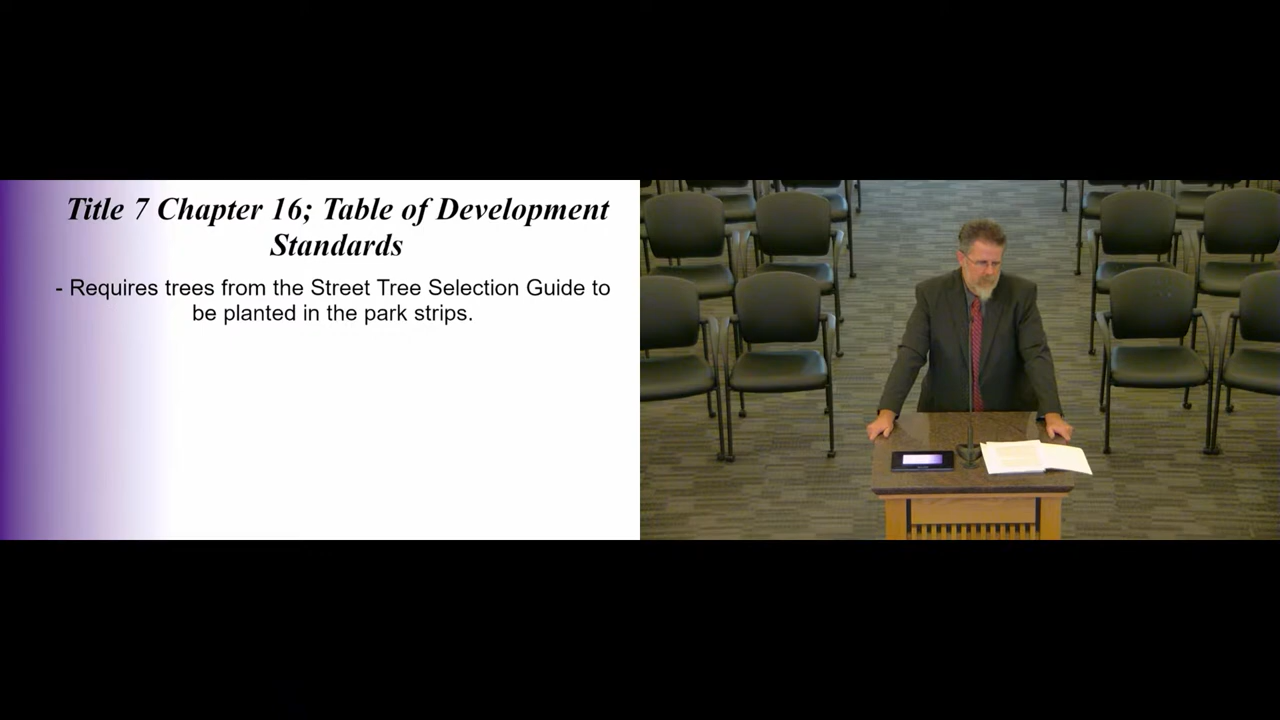 Title 7 Chapter 16; Table of Development
Standards
- Requires trees from the Street Tree Selection Guide to
be planted in the park strips.